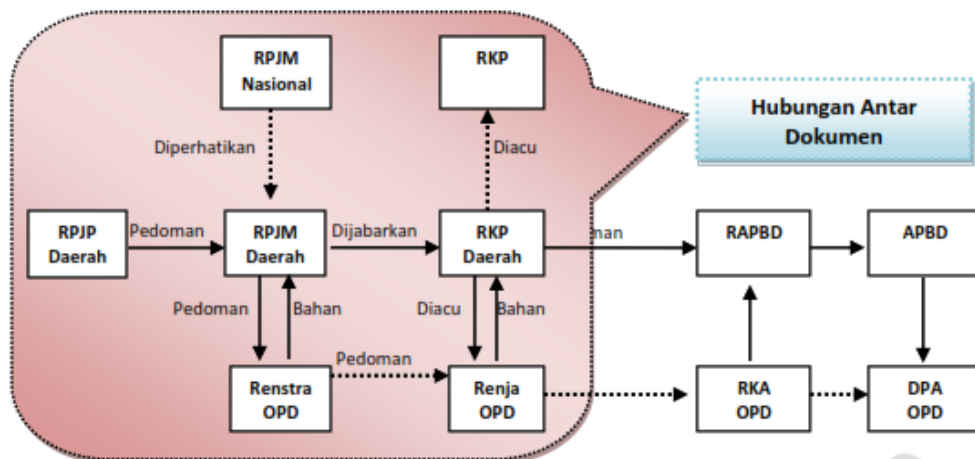 RPJM
Nasional
RKP
Hubungan Antar
Dokumen
Diperhatikan
Diacu
RPJP
Daerah
Pedoman
RPJM
Daerah
Dijabarkan
RKP
Daerah
man
RAPBD
APBD
Pedoman
Bahan
Diacu
Bahan
Renstra
OPD
Pedoman
Renja
OPD
RKA
OPD
DPA
OPD